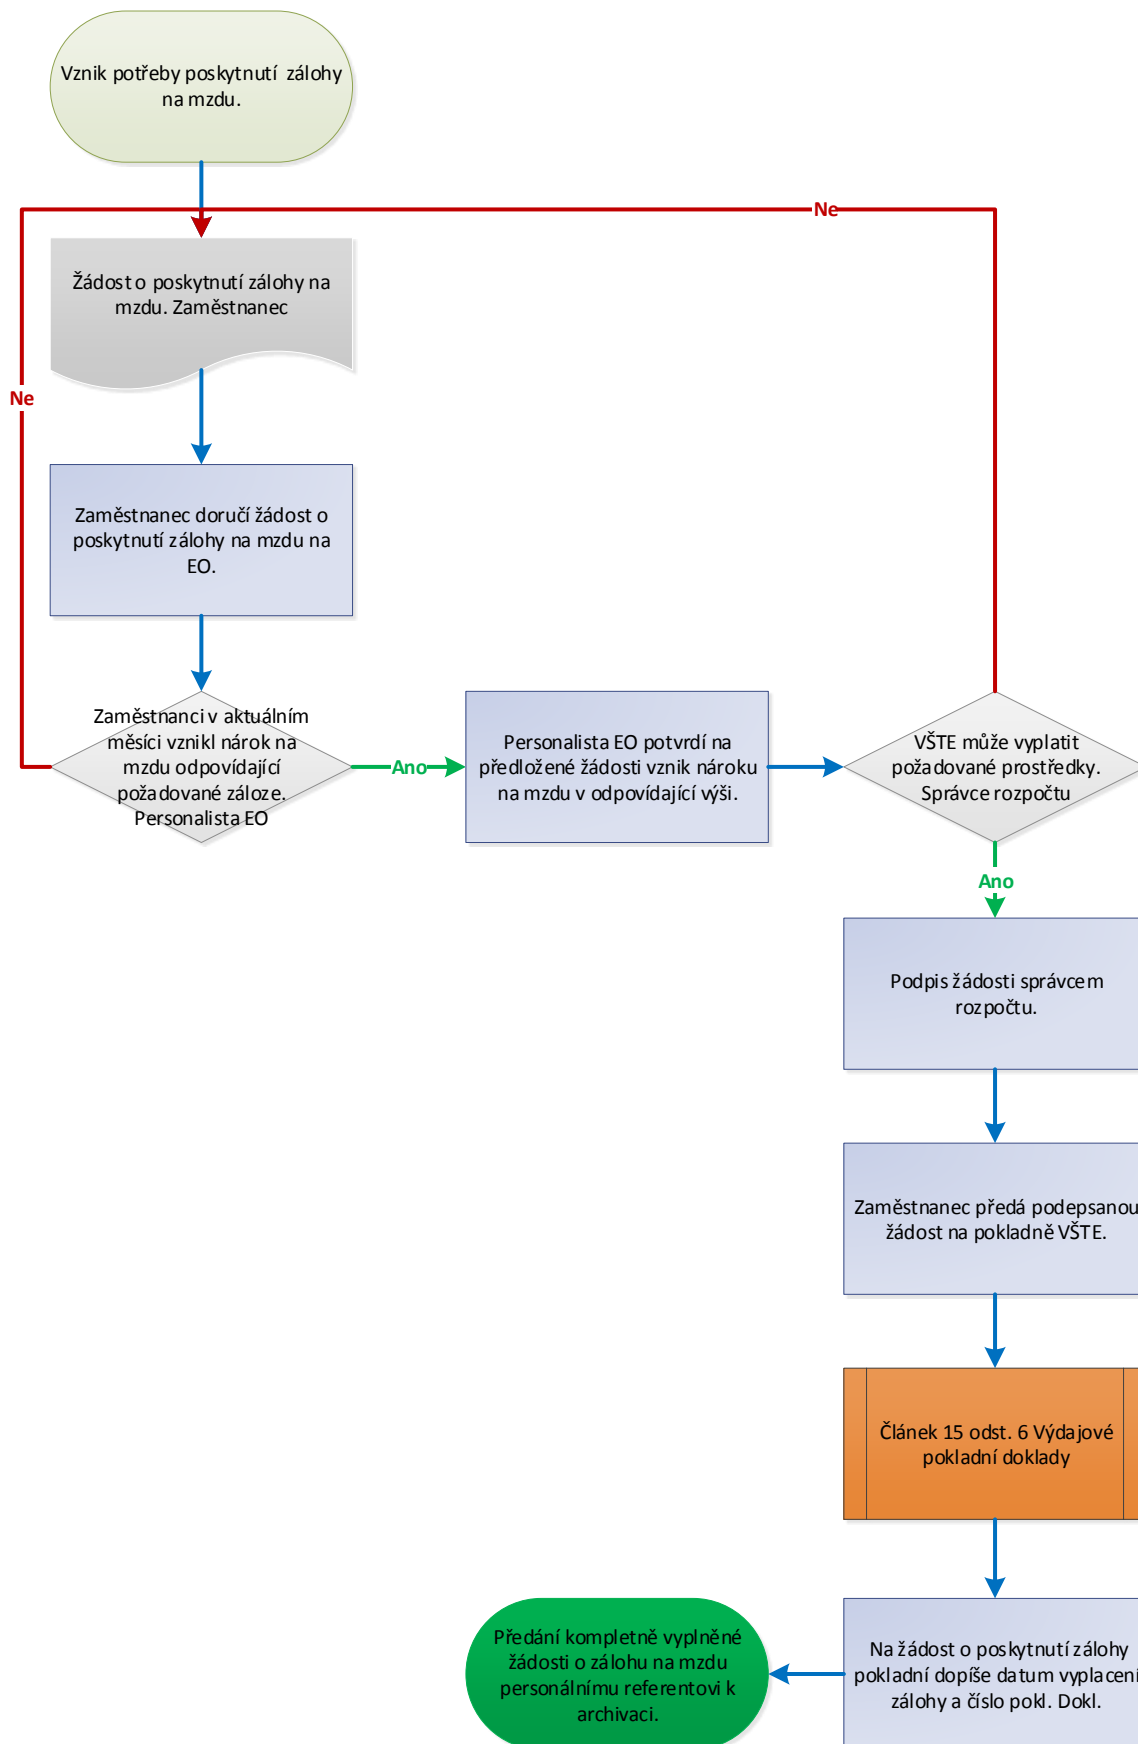 Vznik potřeby poskytnutí zálohy
na mzdu.
Ne
Žádost o poskytnutí zálohy na
mzdu. Zaměstnanec
Ne
Zaměstnanec doručí žádost o
poskytnutí zálohy na mzdu na
EO.
Zaměstnanci v aktuálním
měsíci vznikl nárok na
mzdu odpovídající
požadované záloze.
Personalista EO
Ano
Personalista EO potvrdí na
předložené žádosti vznik nároku
na mzdu v odpovídající výši.
VŠTE může vyplatit
požadované prostředky.
Správce rozpočtu
Ano
Podpis žádosti správcem
rozpočtu.
Zaměstnanec předá podepsanou
žádost na pokladně VŠTE.
Článek 15 odst. 6 Výdajové
pokladní doklady
Na žádost o poskytnutí zálohy
pokladní dopíše datum vyplacení
zálohy a číslo pokl. Dokl.
Předání kompletně vyplněné
žádosti o zálohu na mzdu
personálnímu referentovi k
archivaci.